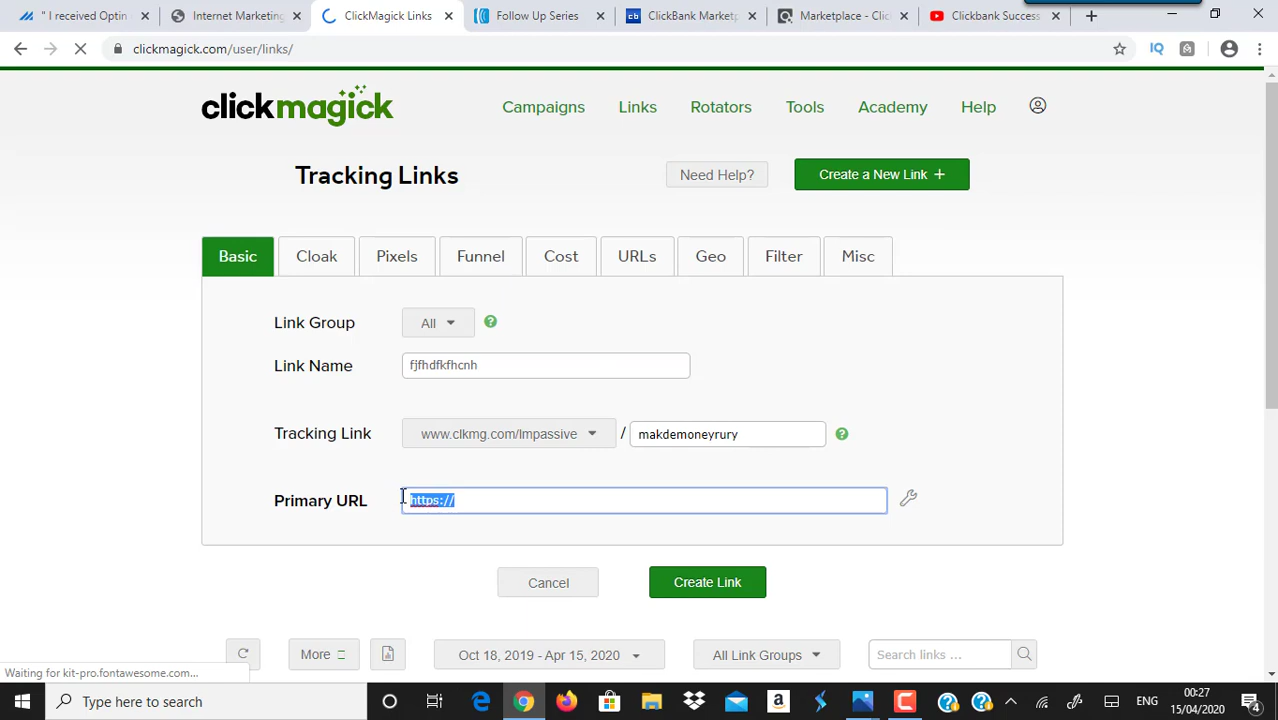 " I received Optin
Internet Marketing
ClickMagick Links
Follow Up Series
ClickBank Marketp
Marketplace - Clic
Clickbank Success
clickmagick.com/user/links/
IQ
clickmagick
Campaigns
Links
Rotators
Tools
Academy
Help
Tracking Links
Need Help?
Create a New Link +
Basic
Cloak
Pixels
Funnel
Cost
URLs
Geo
Filter
Misc
Link Group
All
?
Link Name
fjfhdfkfhcnh
Tracking Link
www.clkmg.com/Impassive
/
makdemoneyrury
?
Primary URL
https://
Cancel
Create Link
More
Oct 18, 2019 - Apr 15, 2020
All Link Groups
Search links ...
Waiting for kit-pro.fontawesome.com...
Type here to search
ENG
00:27
15/04/2020
4